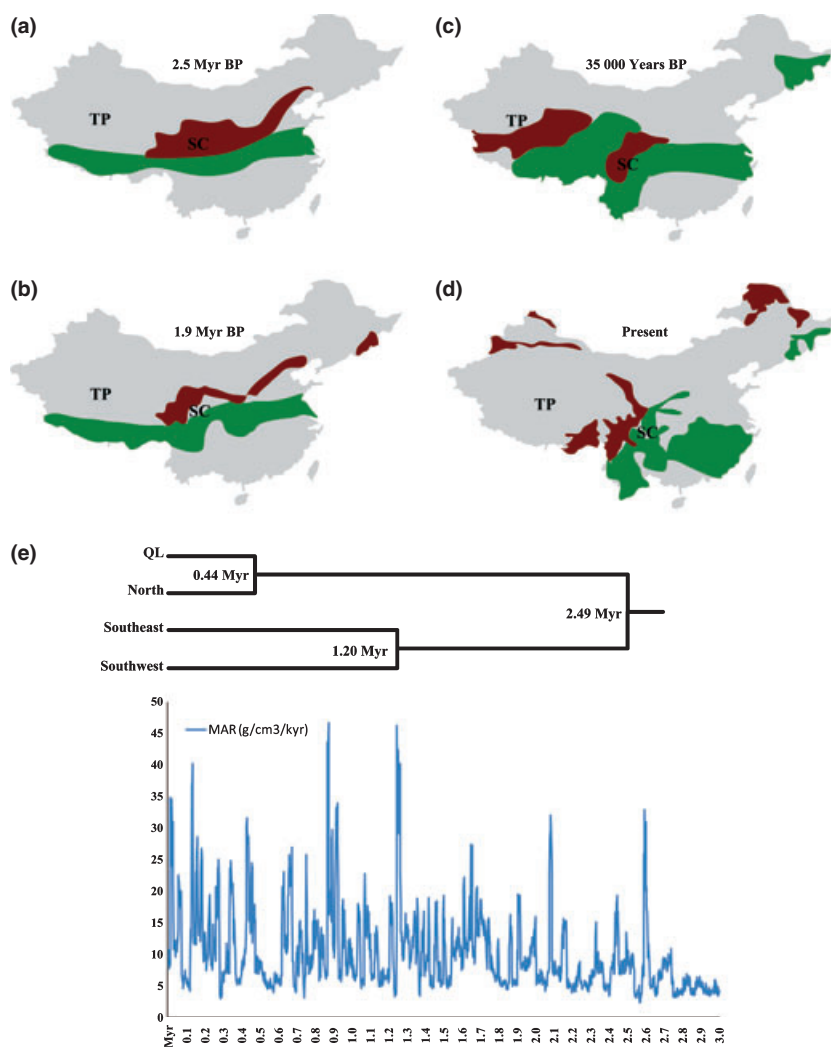 (a)
2.5 Myr BP
TP
SC
(c)
35 000 Years BP
TP
SC
(b)
1.9 Myr BP
TP
SC
(d)
Present
TP
SC
(e)
QL
0.44 Myr
North
2.49 Myr
Southeast
1.20 Myr
Southwest
50
45
40
35
30
25
20
15
10
5
0
MAR (g/cm3/kyr)
Myr 0.1 0.2 0.3 0.4 0.5 0.6 0.7 0.8 0.9 1.0 1.1 1.2 1.3 1.4 1.5 1.6 1.7 1.8 1.9 2.0 2.1 2.2 2.3 2.4 2.5 2.6 2.7 2.8 2.9 3.0